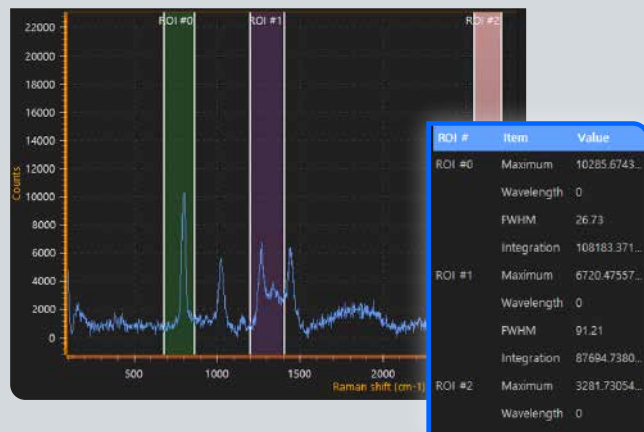 ROI #0 ROI #1 ROI #2
22000
20000
18000
16000
14000
12000
10000
8000
6000
4000
2000
0
Counts
500 1000 1500 2000
Raman shift (cm-1)
ROI # Item Value
ROI #0 Maximum 10285.6743...
Wavelength 0
FWHM 26.73
Integration 108183.371...
ROI #1 Maximum 6720.47557...
Wavelength 0
FWHM 91.21
Integration 87694.7380...
ROI #2 Maximum 3281.73054...
Wavelength 0